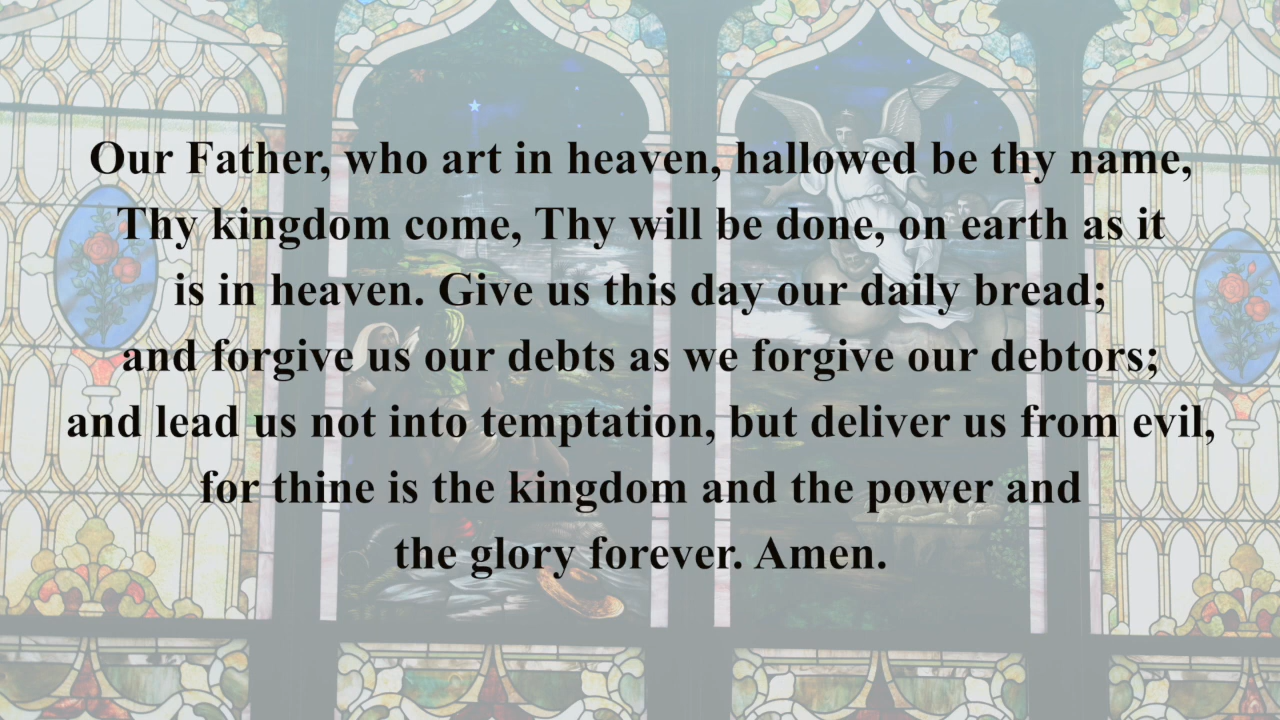 Our Father, who art in heaven, hallowed be thy name,
Thy kingdom come, Thy will be done, on earth as it
is in heaven. Give us this day our daily bread;
and forgive us our debts as we forgive our debtors;
and lead us not into temptation, but deliver us from evil,
for thine is the kingdom and the power and
the glory forever. Amen.